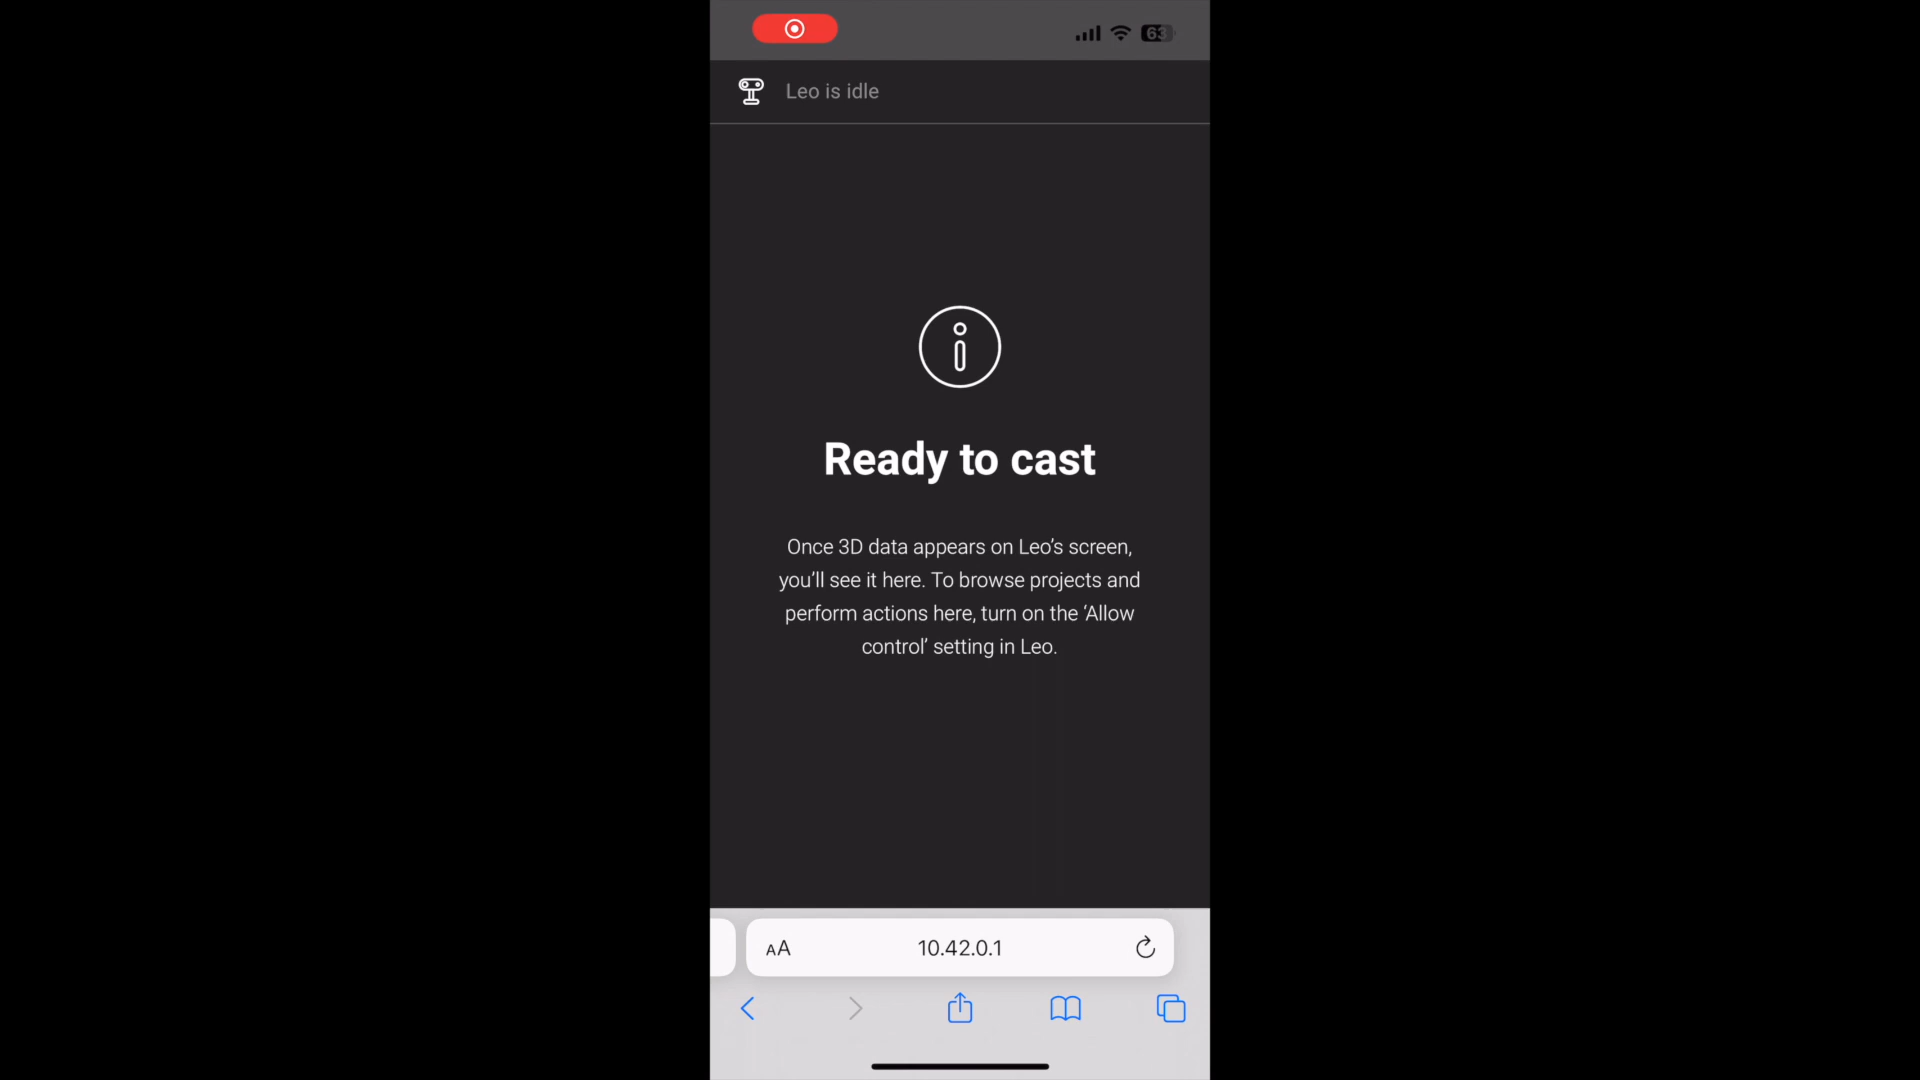 63
Leo is idle
Ready to cast
Once 3D data appears on Leo’s screen,
you’ll see it here. To browse projects and
perform actions here, turn on the ‘Allow
control’ setting in Leo.
AA 10.42.0.1